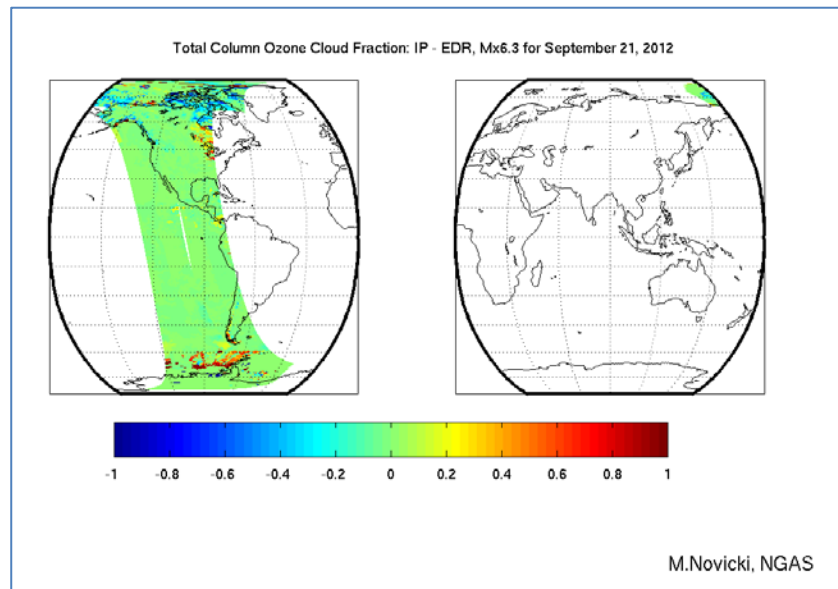 Total Column Ozone Cloud Fraction: IP - EDR, Mx6.3 for September 21, 2012
-1 -0.8 -0.6 -0.4 -0.2 0 0.2 0.4 0.6 0.8 1
M.Novicki, NGAS